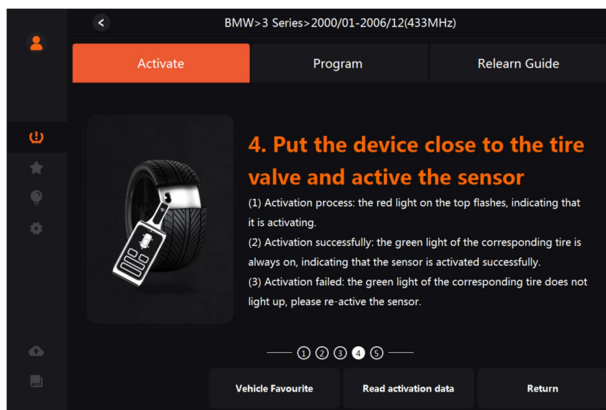 BMW>3 Series>2000/01-2006/12(433MHz)
Activate
Program
Relearn Guide
4. Put the device close to the tire
valve and active the sensor
(1) Activation process: the red light on the top flashes, indicating that
it is activating.
(2) Activation successfully: the green light of the corresponding tire is
always on, indicating that the sensor is activated successfully.
(3) Activation failed: the green light of the corresponding tire does not
light up, please re-active the sensor.
1 2 3 4 5
Vehicle Favourite
Read activation data
Return